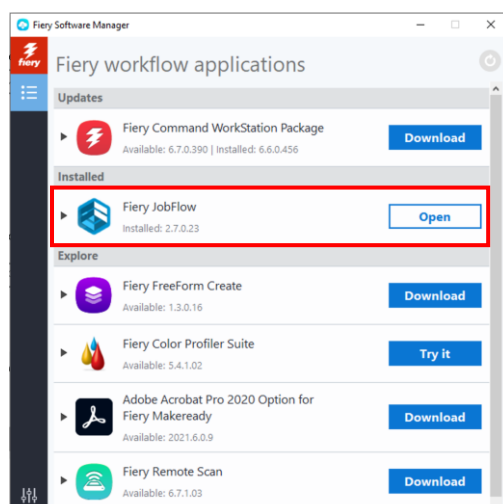 Fiery Software Manager
fiery
Fiery workflow applications
Updates
Fiery Command WorkStation Package
Available: 6.7.0.390 | Installed: 6.6.0.456
Download
Installed
Fiery JobFlow
Installed: 2.7.0.23
Open
Explore
Fiery FreeForm Create
Available: 1.3.0.16
Download
Fiery Color Profiler Suite
Available: 5.4.1.02
Try it
Adobe Acrobat Pro 2020 Option for
Fiery Makeready
Available: 2021.6.0.9
Download
Fiery Remote Scan
Available: 6.7.1.03
Download